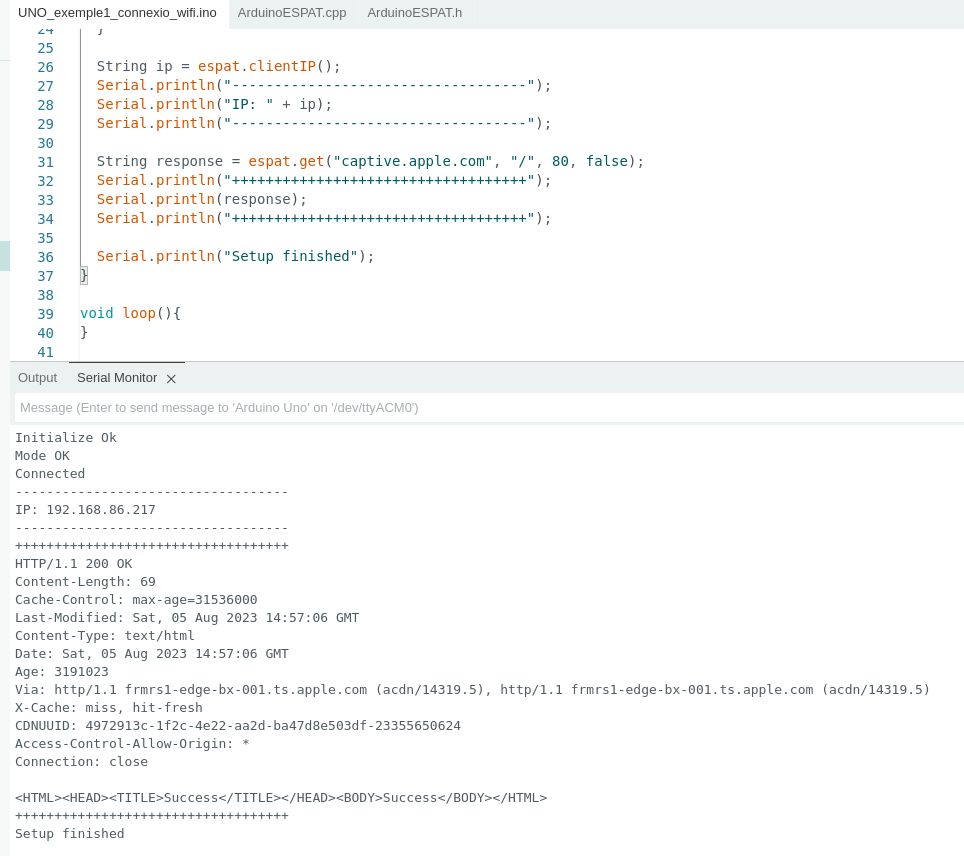 UNO_exemple1_connexio_wifi.ino ArduinoESPAT.cpp ArduinoESPAT.h
24 }
25
26 String ip = espat.clientIP();
27 Serial.println("-----------------------------------");
28 Serial.println("IP: " + ip);
29 Serial.println("-----------------------------------");
30
31 String response = espat.get("captive.apple.com", "/", 80, false);
32 Serial.println("+++++++++++++++++++++++++++++++++++");
33 Serial.println(response);
34 Serial.println("+++++++++++++++++++++++++++++++++++");
35
36 Serial.println("Setup finished");
37 }
38
39 void loop(){
40 }
41
Output Serial Monitor ×
Message (Enter to send message to 'Arduino Uno' on '/dev/ttyACM0')
Initialize Ok
Mode OK
Connected
-----------------------------------
IP: 192.168.86.217
-----------------------------------
+++++++++++++++++++++++++++++++++++
HTTP/1.1 200 OK
Content-Length: 69
Cache-Control: max-age=31536000
Last-Modified: Sat, 05 Aug 2023 14:57:06 GMT
Content-Type: text/html
Date: Sat, 05 Aug 2023 14:57:06 GMT
Age: 3191023
Via: http/1.1 frmrs1-edge-bx-001.ts.apple.com (acdn/14319.5), http/1.1 frmrs1-edge-bx-001.ts.apple.com (acdn/14319.5)
X-Cache: miss, hit-fresh
CDNUUID: 4972913c-1f2c-4e22-aa2d-ba47d8e503df-23355650624
Access-Control-Allow-Origin: *
Connection: close
<HTML><HEAD><TITLE>Success</TITLE></HEAD><BODY>Success</BODY></HTML>
+++++++++++++++++++++++++++++++++++
Setup finished